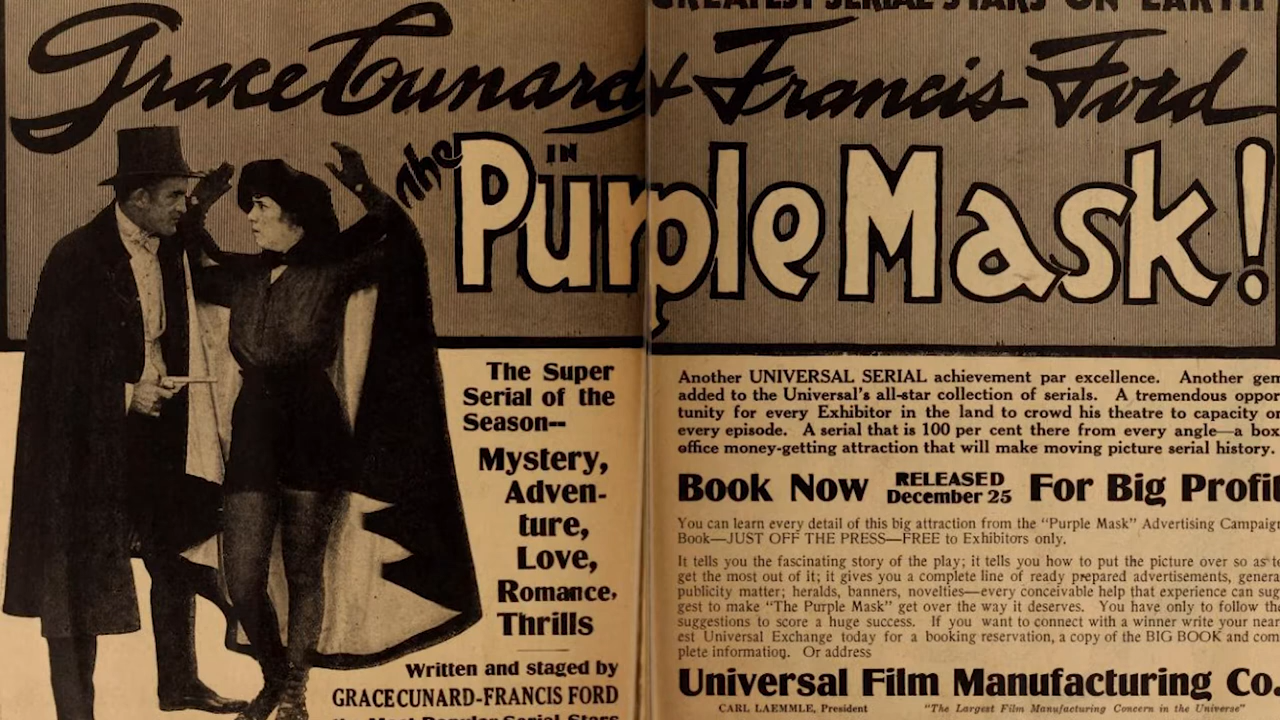 GREATEST SERIAL STARS ON EARTH
Grace Cunard & Francis Ford
IN
The Purple Mask!
The Super
Serial of the
Season--
Mystery,
Adven-
ture,
Love,
Romance,
Thrills
Written and staged by
GRACE CUNARD-FRANCIS FORD
the Most Popular Serial Stars
Another UNIVERSAL SERIAL achievement par excellence. Another gem
added to the Universal's all-star collection of serials. A tremendous oppor
tunity for every Exhibitor in the land to crowd his theatre to capacity on
every episode. A serial that is 100 per cent there from every angle—a box
office money-getting attraction that will make moving picture serial history.
Book Now RELEASED December 25 For Big Profit
You can learn every detail of this big attraction from the "Purple Mask" Advertising Campaign
Book—JUST OFF THE PRESS—FREE to Exhibitors only.
It tells you the fascinating story of the play; it tells you how to put the picture over so as to
get the most out of it; it gives you a complete line of ready prepared advertisements, genera
publicity matter; heralds, banners, novelties—every conceivable help that experience can sug
gest to make "The Purple Mask" get over the way it deserves. You have only to follow the
suggestions to score a huge success. If you want to connect with a winner write your near
est Universal Exchange today for a booking reservation, a copy of the BIG BOOK and com
plete information. Or address
Universal Film Manufacturing Co.
CARL LAEMMLE, President "The Largest Film Manufacturing Concern in the Universe"